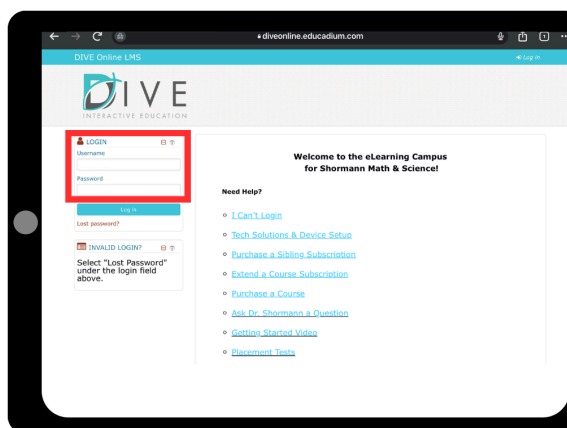 diveonline.educadium.com
1
DIVE Online LMS
Log in
DIVE
INTERACTIVE EDUCATION
LOGIN
Username
Password
Log in
Lost password?
INVALID LOGIN?
Select "Lost Password"
under the login field
above.
Welcome to the eLearning Campus
for Shormann Math & Science!
Need Help?
I Can't Login
Tech Solutions & Device Setup
Purchase a Sibling Subscription
Extend a Course Subscription
Purchase a Course
Ask Dr. Shormann a Question
Getting Started Video
Placement Tests